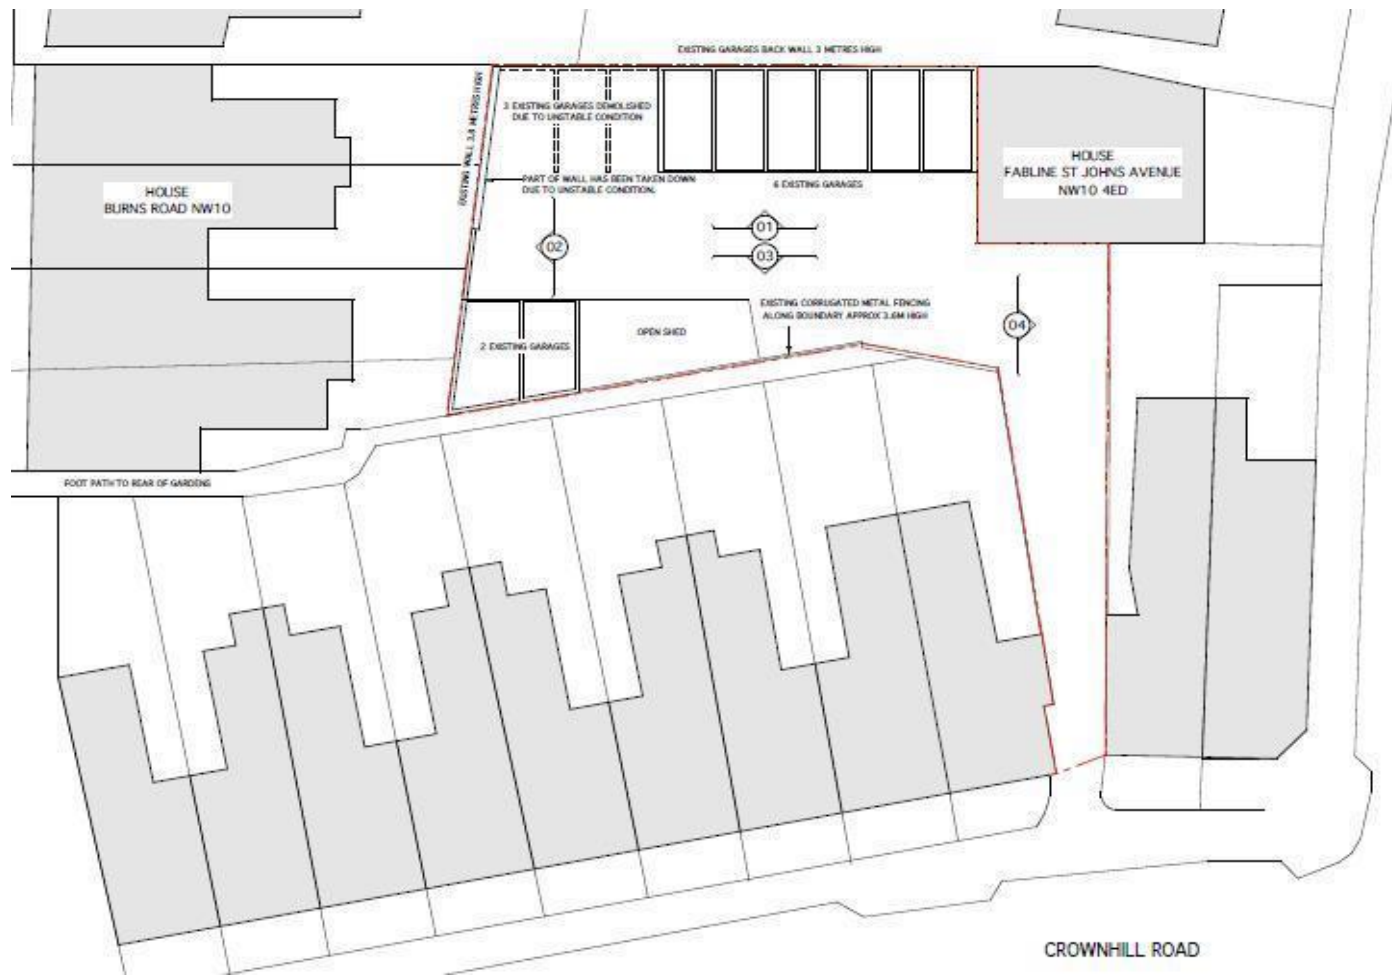 EXISTING GARAGES BACK WALL 3 METRES HIGH
EXISTING WALL 3.8 METRES HIGH
3 EXISTING GARAGES DEMOLISHED
DUE TO UNSTABLE CONDITION
HOUSE
FABLINE ST JOHNS AVENUE
NW10 4ED
PART OF WALL HAS BEEN TAKEN DOWN
DUE TO UNSTABLE CONDITION.
6 EXISTING GARAGES
HOUSE
BURNS ROAD NW10
01
02
03
EXISTING CORRUGATED METAL FENCING
ALONG BOUNDARY APPROX 3.6M HIGH
04
OPEN SHED
2 EXISTING GARAGES
FOOT PATH TO REAR OF GARDENS
CROWNHILL ROAD